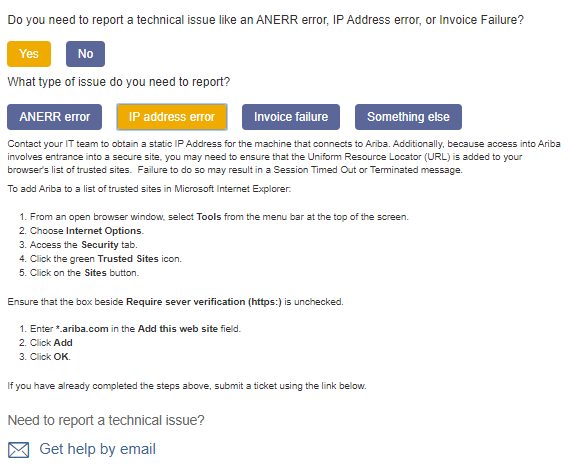 Do you need to report a technical issue like an ANERR error, IP Address error, or Invoice Failure?
Yes No
What type of issue do you need to report?
ANERR error IP address error Invoice failure Something else
Contact your IT team to obtain a static IP Address for the machine that connects to Ariba. Additionally, because access into Ariba
involves entrance into a secure site, you may need to ensure that the Uniform Resource Locator (URL) is added to your
browser's list of trusted sites. Failure to do so may result in a Session Timed Out or Terminated message.
To add Ariba to a list of trusted sites in Microsoft Internet Explorer:
1. From an open browser window, select Tools from the menu bar at the top of the screen.
2. Choose Internet Options.
3. Access the Security tab.
4. Click the green Trusted Sites icon.
5. Click on the Sites button.
Ensure that the box beside Require sever verification (https:) is unchecked.
1. Enter *.ariba.com in the Add this web site field.
2. Click Add
3. Click OK.
If you have already completed the steps above, submit a ticket using the link below.
Need to report a technical issue?
Get help by email